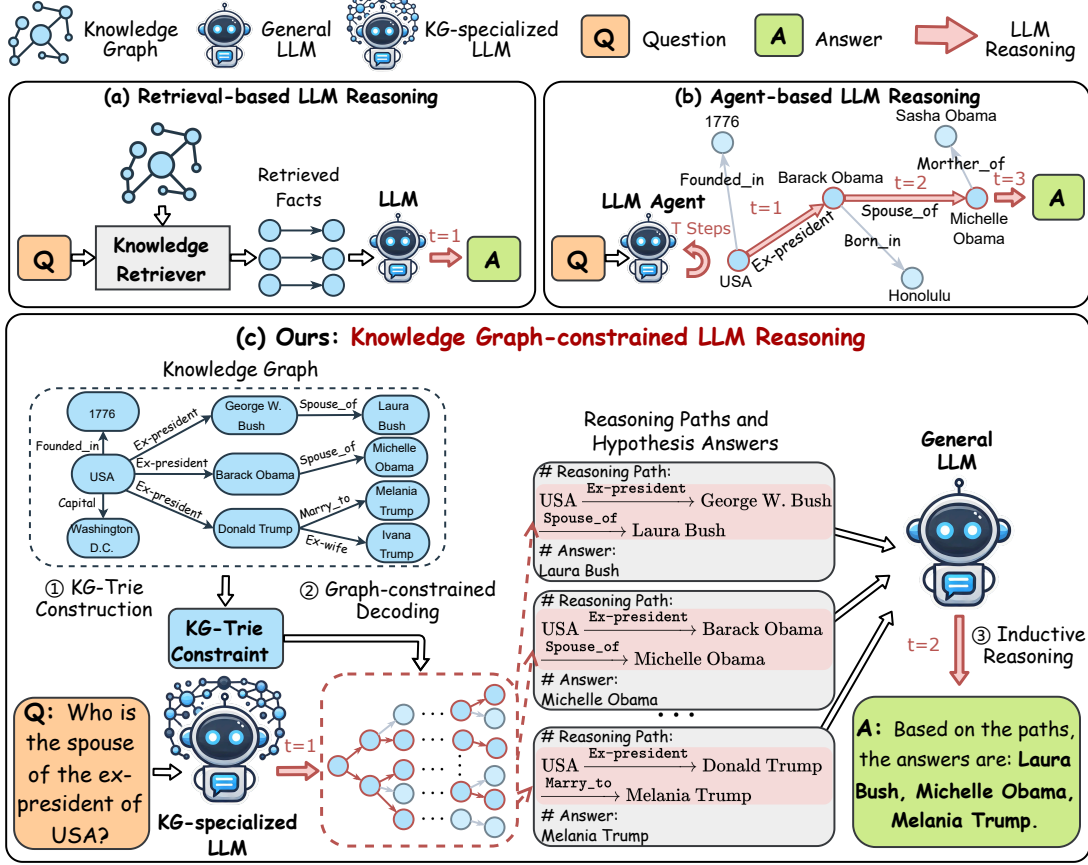 Knowledge
Graph
General
LLM
KG-specialized
LLM
Q
Question
A
Answer
LLM
Reasoning
(a) Retrieval-based LLM Reasoning
Retrieved
Facts
LLM
Q
Knowledge
Retriever
t=1
A
(b) Agent-based LLM Reasoning
1776
Sasha Obama
Founded_in
Barack Obama
Morther_of
LLM Agent
t=1
t=2
t=3
A
T Steps
Spouse_of
Michelle
Obama
Q
Ex-president
Born_in
USA
Honolulu
(c) Ours: Knowledge Graph-constrained LLM Reasoning
Knowledge Graph
1776
Ex-president
George W.
Bush
Spouse_of
Laura
Bush
Founded_in
USA
Ex-president
Barack Obama
Spouse_of
Michelle
Obama
Capital
Ex-president
Marry_to
Melania
Trump
Washington
D.C.
Donald Trump
Ex-wife
Ivana
Trump
① KG-Trie
Construction
② Graph-constrained
Decoding
KG-Trie
Constraint
Q: Who is
the spouse
of the ex-
president of
USA?
KG-specialized
LLM
t=1
Reasoning Paths and
Hypothesis Answers
# Reasoning Path:
USA Ex-president George W. Bush
Spouse_of Laura Bush
# Answer:
Laura Bush
# Reasoning Path:
USA Ex-president Barack Obama
Spouse_of Michelle Obama
# Answer:
Michelle Obama
# Reasoning Path:
USA Ex-president Donald Trump
Marry_to Melania Trump
# Answer:
Melania Trump
General
LLM
t=2
③ Inductive
Reasoning
A: Based on the paths,
the answers are: Laura
Bush, Michelle Obama,
Melania Trump.